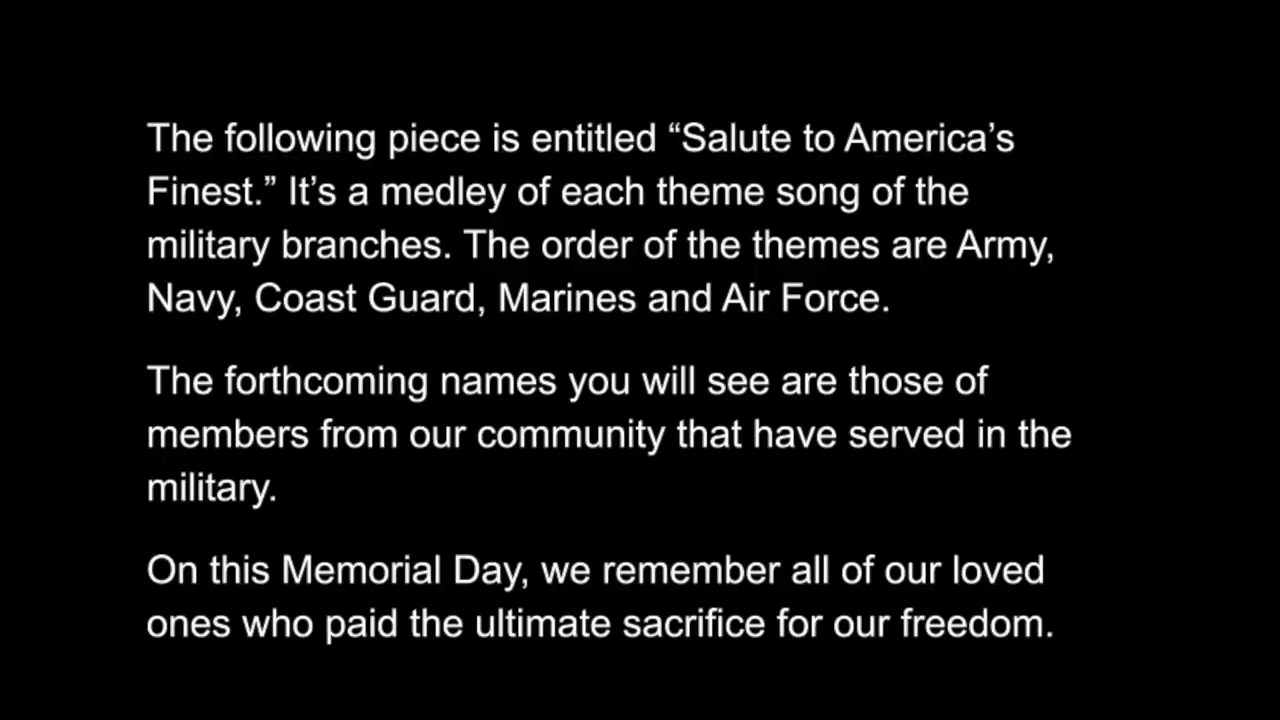 The following piece is entitled “Salute to America’s
Finest.” It’s a medley of each theme song of the
military branches. The order of the themes are Army,
Navy, Coast Guard, Marines and Air Force.
The forthcoming names you will see are those of
members from our community that have served in the
military.
On this Memorial Day, we remember all of our loved
ones who paid the ultimate sacrifice for our freedom.